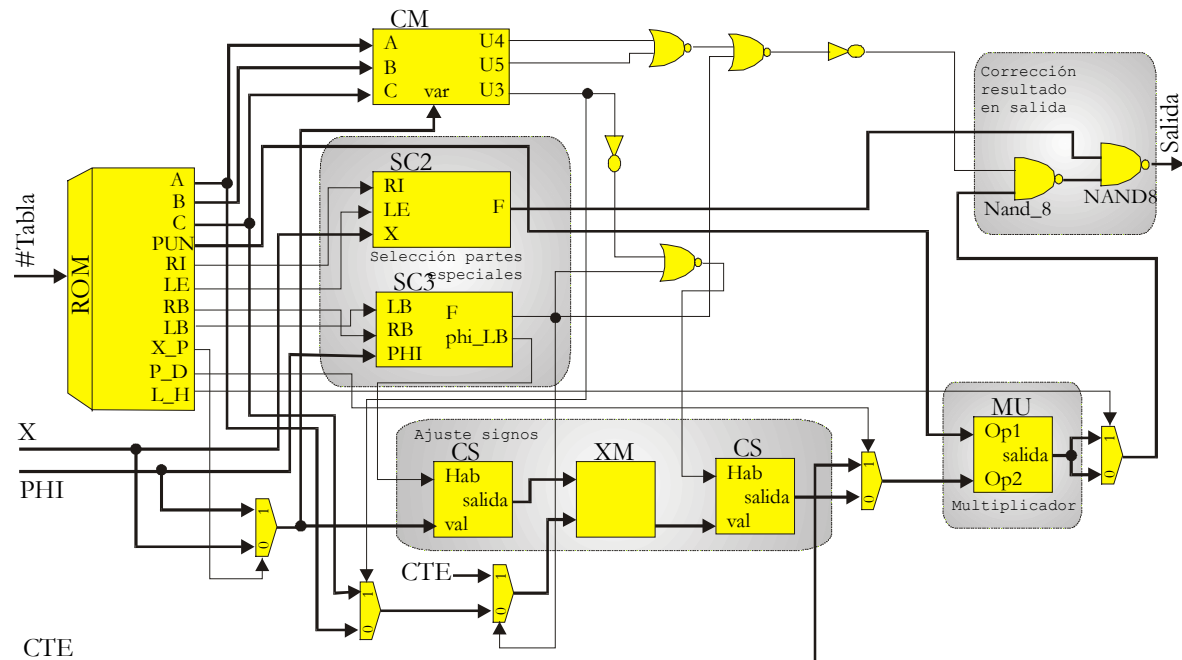 CM
A
B
C
var
U4
U5
U3
Corrección
resultado
en salida
Salida
Nand_8
NAND8
#Tabla
ROM
A
B
C
PUN
RI
LE
RB
LB
X_P
P_D
L_H
SC2
RI
LE
X
F
Selección partes
especiales
SC3
LB
RB
PHI
F
phi_LB
X
PHI
Ajuste signos
CS
Hab
salida
val
XM
CS
Hab
salida
val
1
0
MU
Op1
salida
Op2
Multiplicador
1
0
1
0
CTE
1
0
1
0
CTE